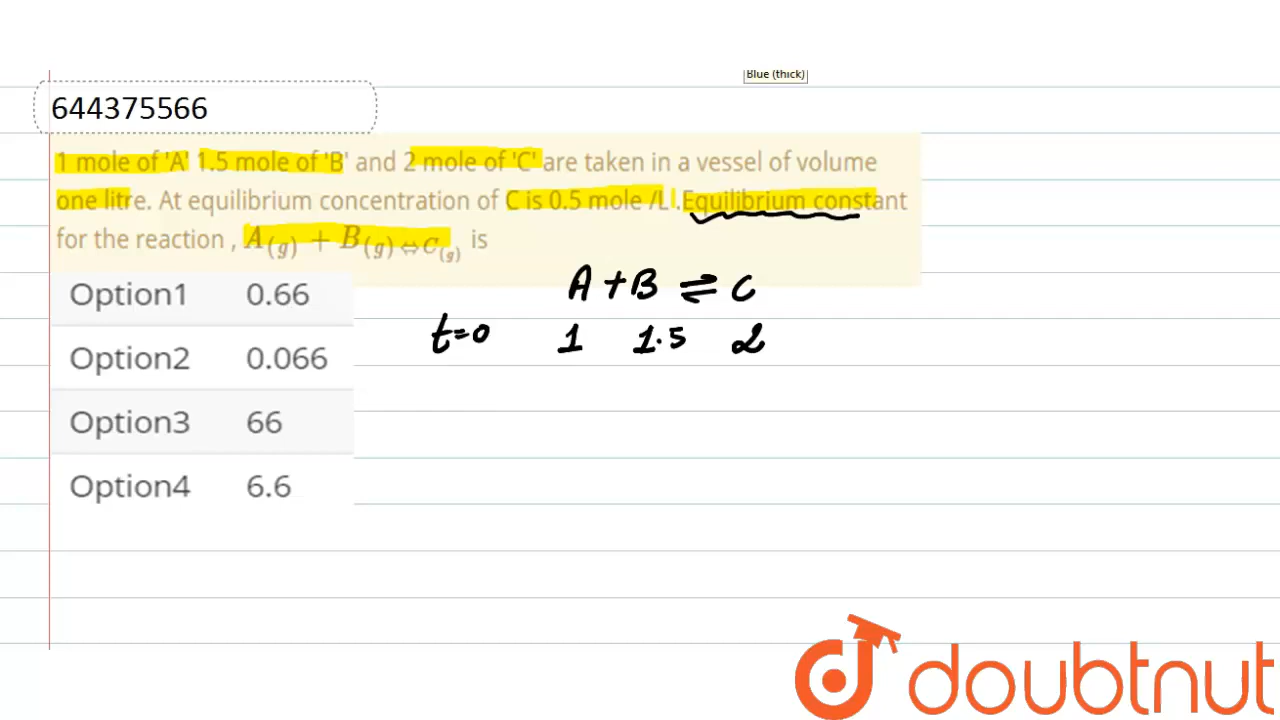 Blue (thick)
644375566
1 mole of 'A' 1.5 mole of 'B' and 2 mole of 'C' are taken in a vessel of volume
one litre. At equilibrium concentration of C is 0.5 mole /L .Equilibrium constant
for the reaction , A(g) + B(g) ⇔ C(g) is
Option1 0.66
Option2 0.066
Option3 66
Option4 6.6
A + B ⇌ C
t=0 1 1.5 2
doubtnut